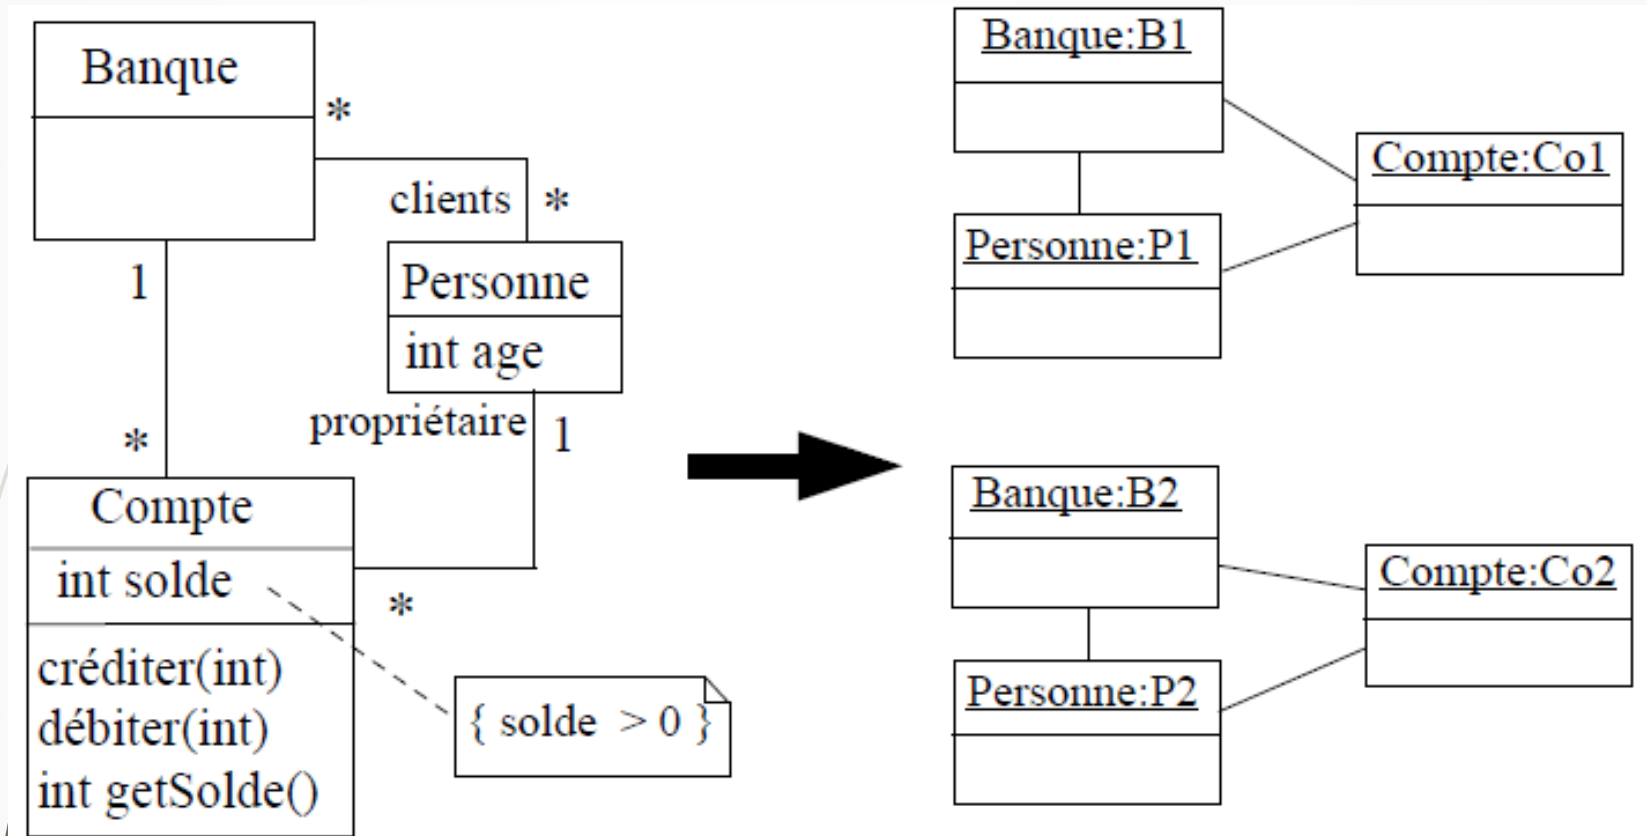 Banque
*
clients
*
1
Personne
int age
propriétaire
1
*
Compte
int solde
*
créditer(int)
débiter(int)
int getSolde()
{ solde > 0 }
Banque:B1
Compte:Co1
Personne:P1
Banque:B2
Compte:Co2
Personne:P2